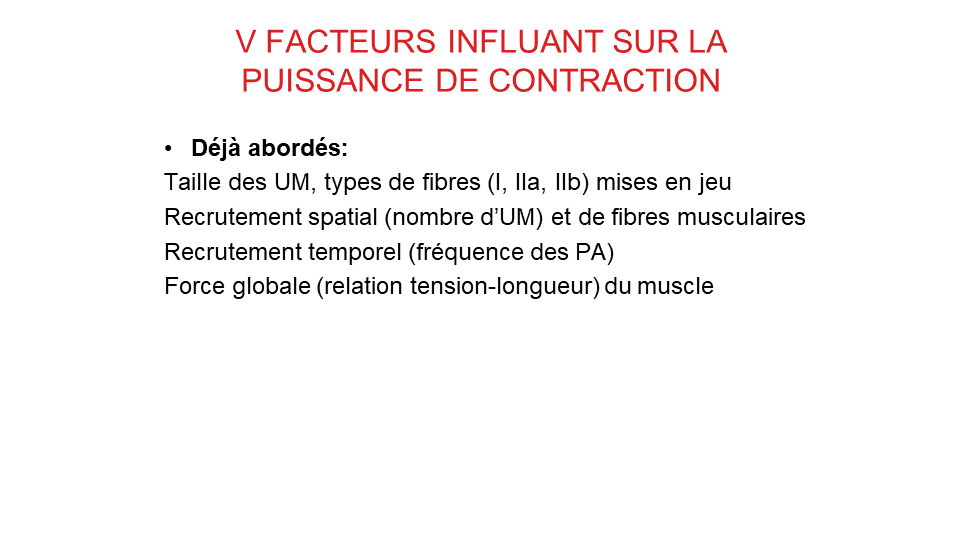 V FACTEURS INFLUANT SUR LA
PUISSANCE DE CONTRACTION
• Déjà abordés:
Taille des UM, types de fibres (I, IIa, IIb) mises en jeu
Recrutement spatial (nombre d’UM) et de fibres musculaires
Recrutement temporel (fréquence des PA)
Force globale (relation tension-longueur) du muscle